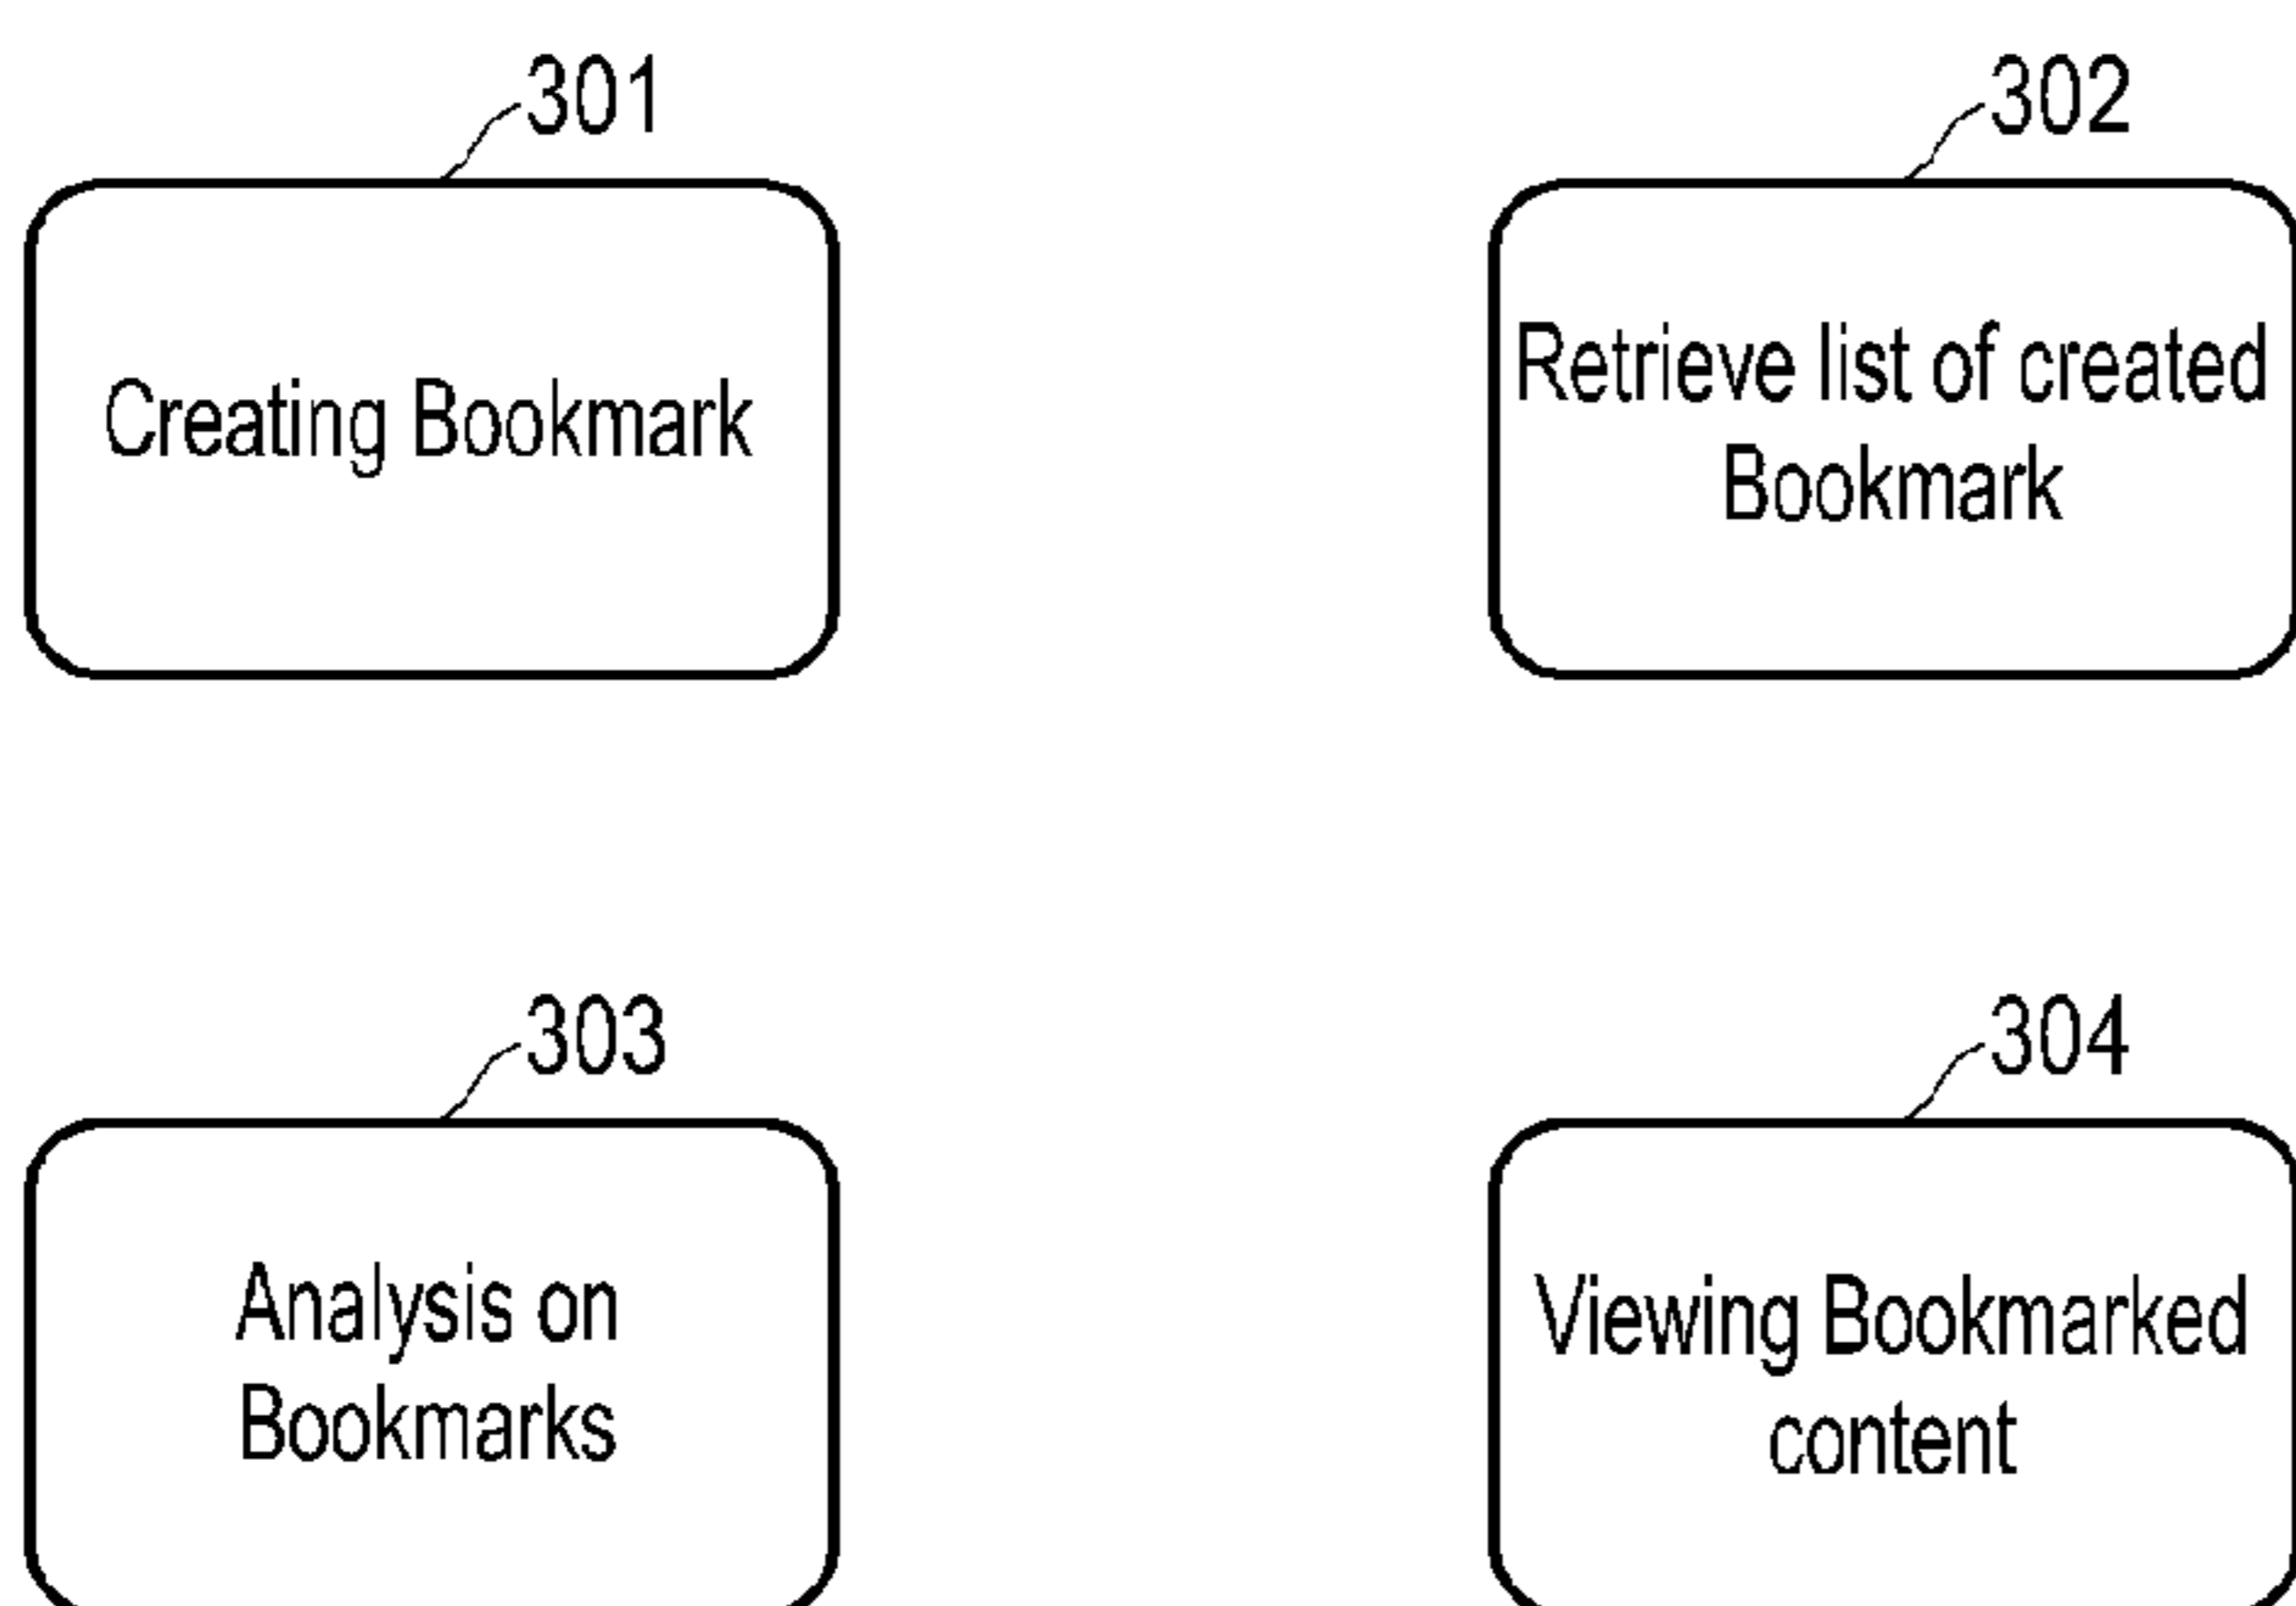 301
Creating Bookmark
302
Retrieve list of created
Bookmark
303
Analysis on
Bookmarks
304
Viewing Bookmarked
content